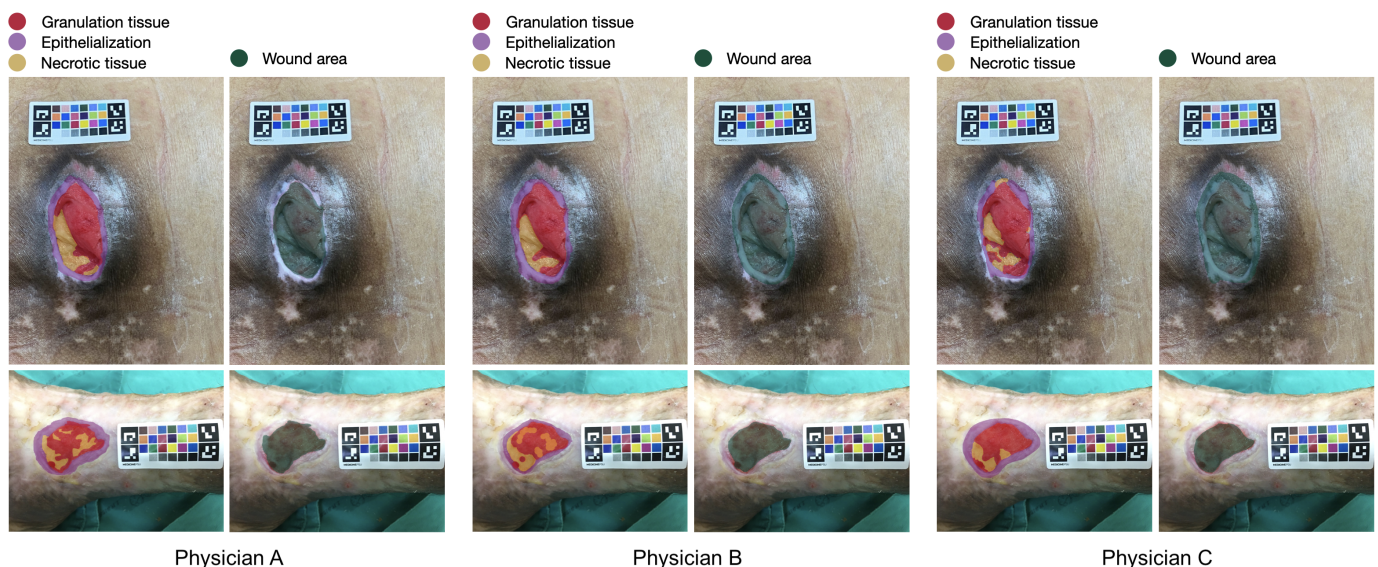 Granulation tissue
Epithelialization
Necrotic tissue
Wound area
Granulation tissue
Epithelialization
Necrotic tissue
Wound area
Granulation tissue
Epithelialization
Necrotic tissue
Wound area
Physician A
Physician B
Physician C